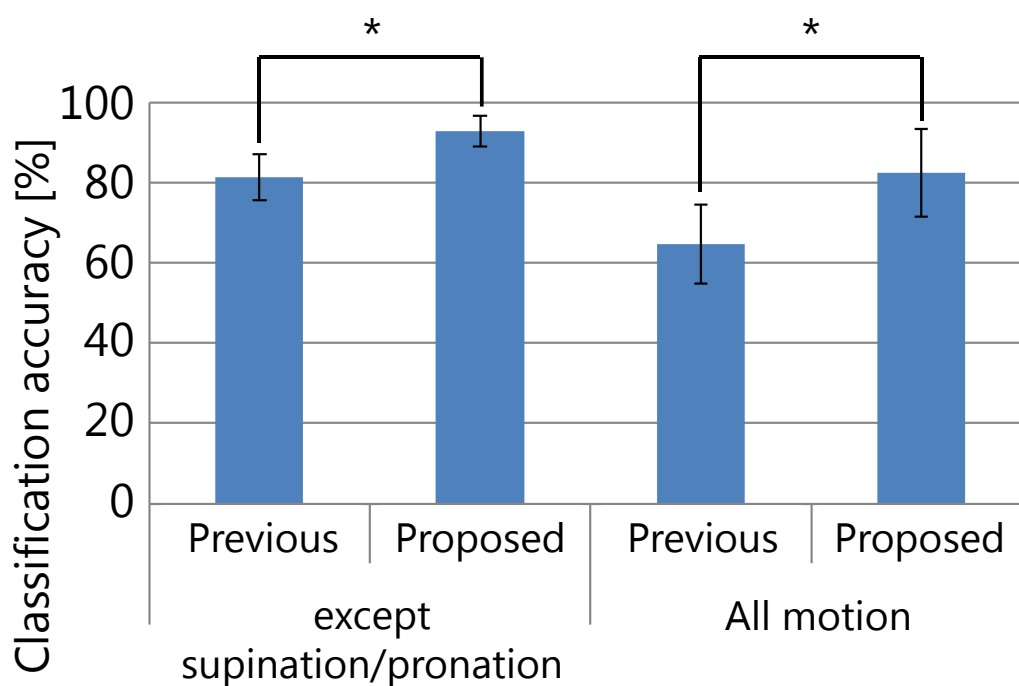 *
*
Classification accuracy [%]
100
80
60
40
20
0
Previous
Proposed
Previous
Proposed
except
supination/pronation
All motion